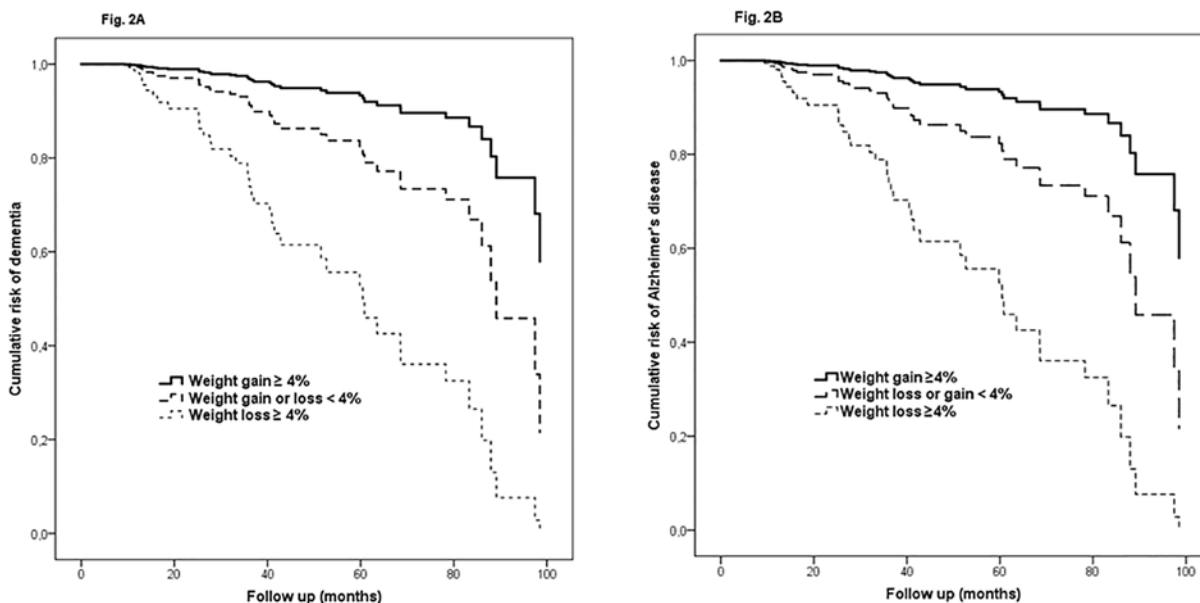 Fig. 2A
Cumulative risk of dementia
1,0
0,8
0,6
0,4
0,2
0,0
Weight gain ≥ 4%
Weight gain or loss < 4%
Weight loss ≥ 4%
0 20 40 60 80 100
Follow up (months)
Fig. 2B
Cumulative risk of Alzheimer's disease
1,0
0,8
0,6
0,4
0,2
0,0
Weight gain ≥4%
Weight loss or gain < 4%
Weight loss ≥4%
0 20 40 60 80 100
Follow up (months)